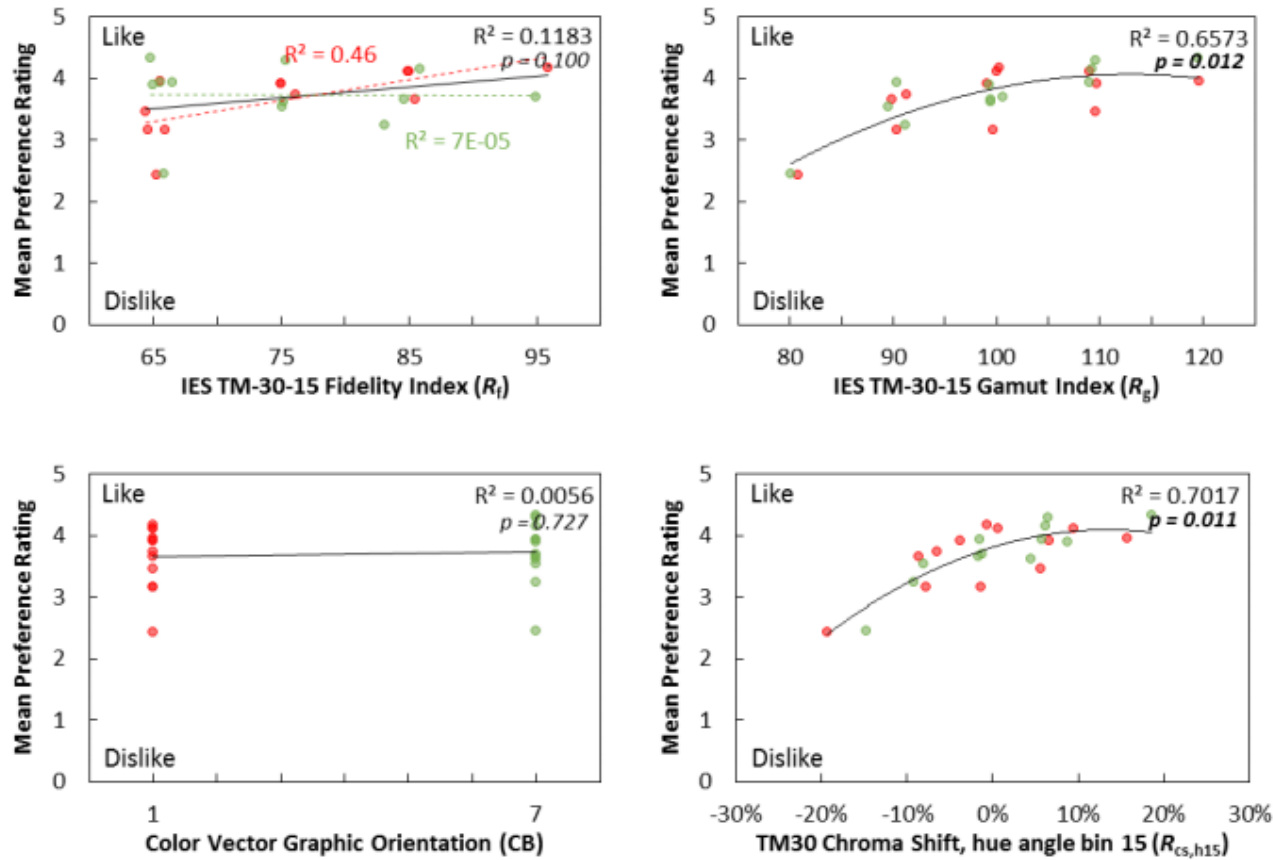 5
4
3
2
1
0
Like
R² = 0.46
R² = 0.1183
p = 0.100
R² = 7E-05
Dislike
65 75 85 95
IES TM-30-15 Fidelity Index (Rf)
Mean Preference Rating
5
4
3
2
1
0
Like
R² = 0.6573
p = 0.012
Dislike
80 90 100 110 120
IES TM-30-15 Gamut Index (Rg)
Mean Preference Rating
5
4
3
2
1
0
Like
R² = 0.0056
p = 0.727
Dislike
1 7
Color Vector Graphic Orientation (CB)
Mean Preference Rating
5
4
3
2
1
0
Like
R² = 0.7017
p = 0.011
Dislike
-30% -20% -10% 0% 10% 20% 30%
TM30 Chroma Shift, hue angle bin 15 (Rcs,h15)
Mean Preference Rating